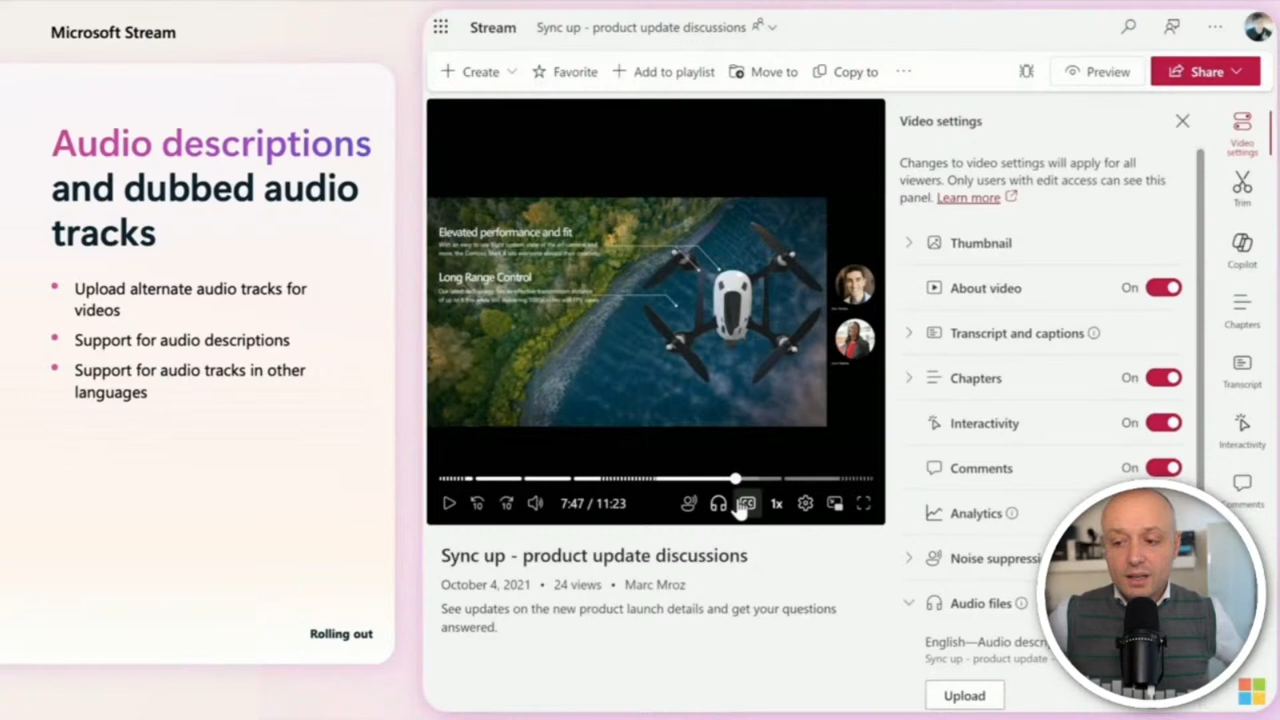 Microsoft Stream
Audio descriptions
and dubbed audio
tracks
• Upload alternate audio tracks for
videos
• Support for audio descriptions
• Support for audio tracks in other
languages
Rolling out
Stream
Sync up - product update discussions
Create
Favorite
Add to playlist
Move to
Copy to
Preview
Share
Elevated performance and fit
Long Range Control
10
10
7:47 / 11:23
CC
1x
Sync up - product update discussions
October 4, 2021 • 24 views • Marc Mroz
See updates on the new product launch details and get your questions
answered.
Video settings
Changes to video settings will apply for all
viewers. Only users with edit access can see this
panel. Learn more
Thumbnail
About video On
Transcript and captions
Chapters On
Interactivity On
Comments On
Analytics
Noise suppressi
Audio files
English—Audio descr
Sync up - product update -
Upload
Video
settings
Trim
Copilot
Chapters
Transcript
Interactivity
omments